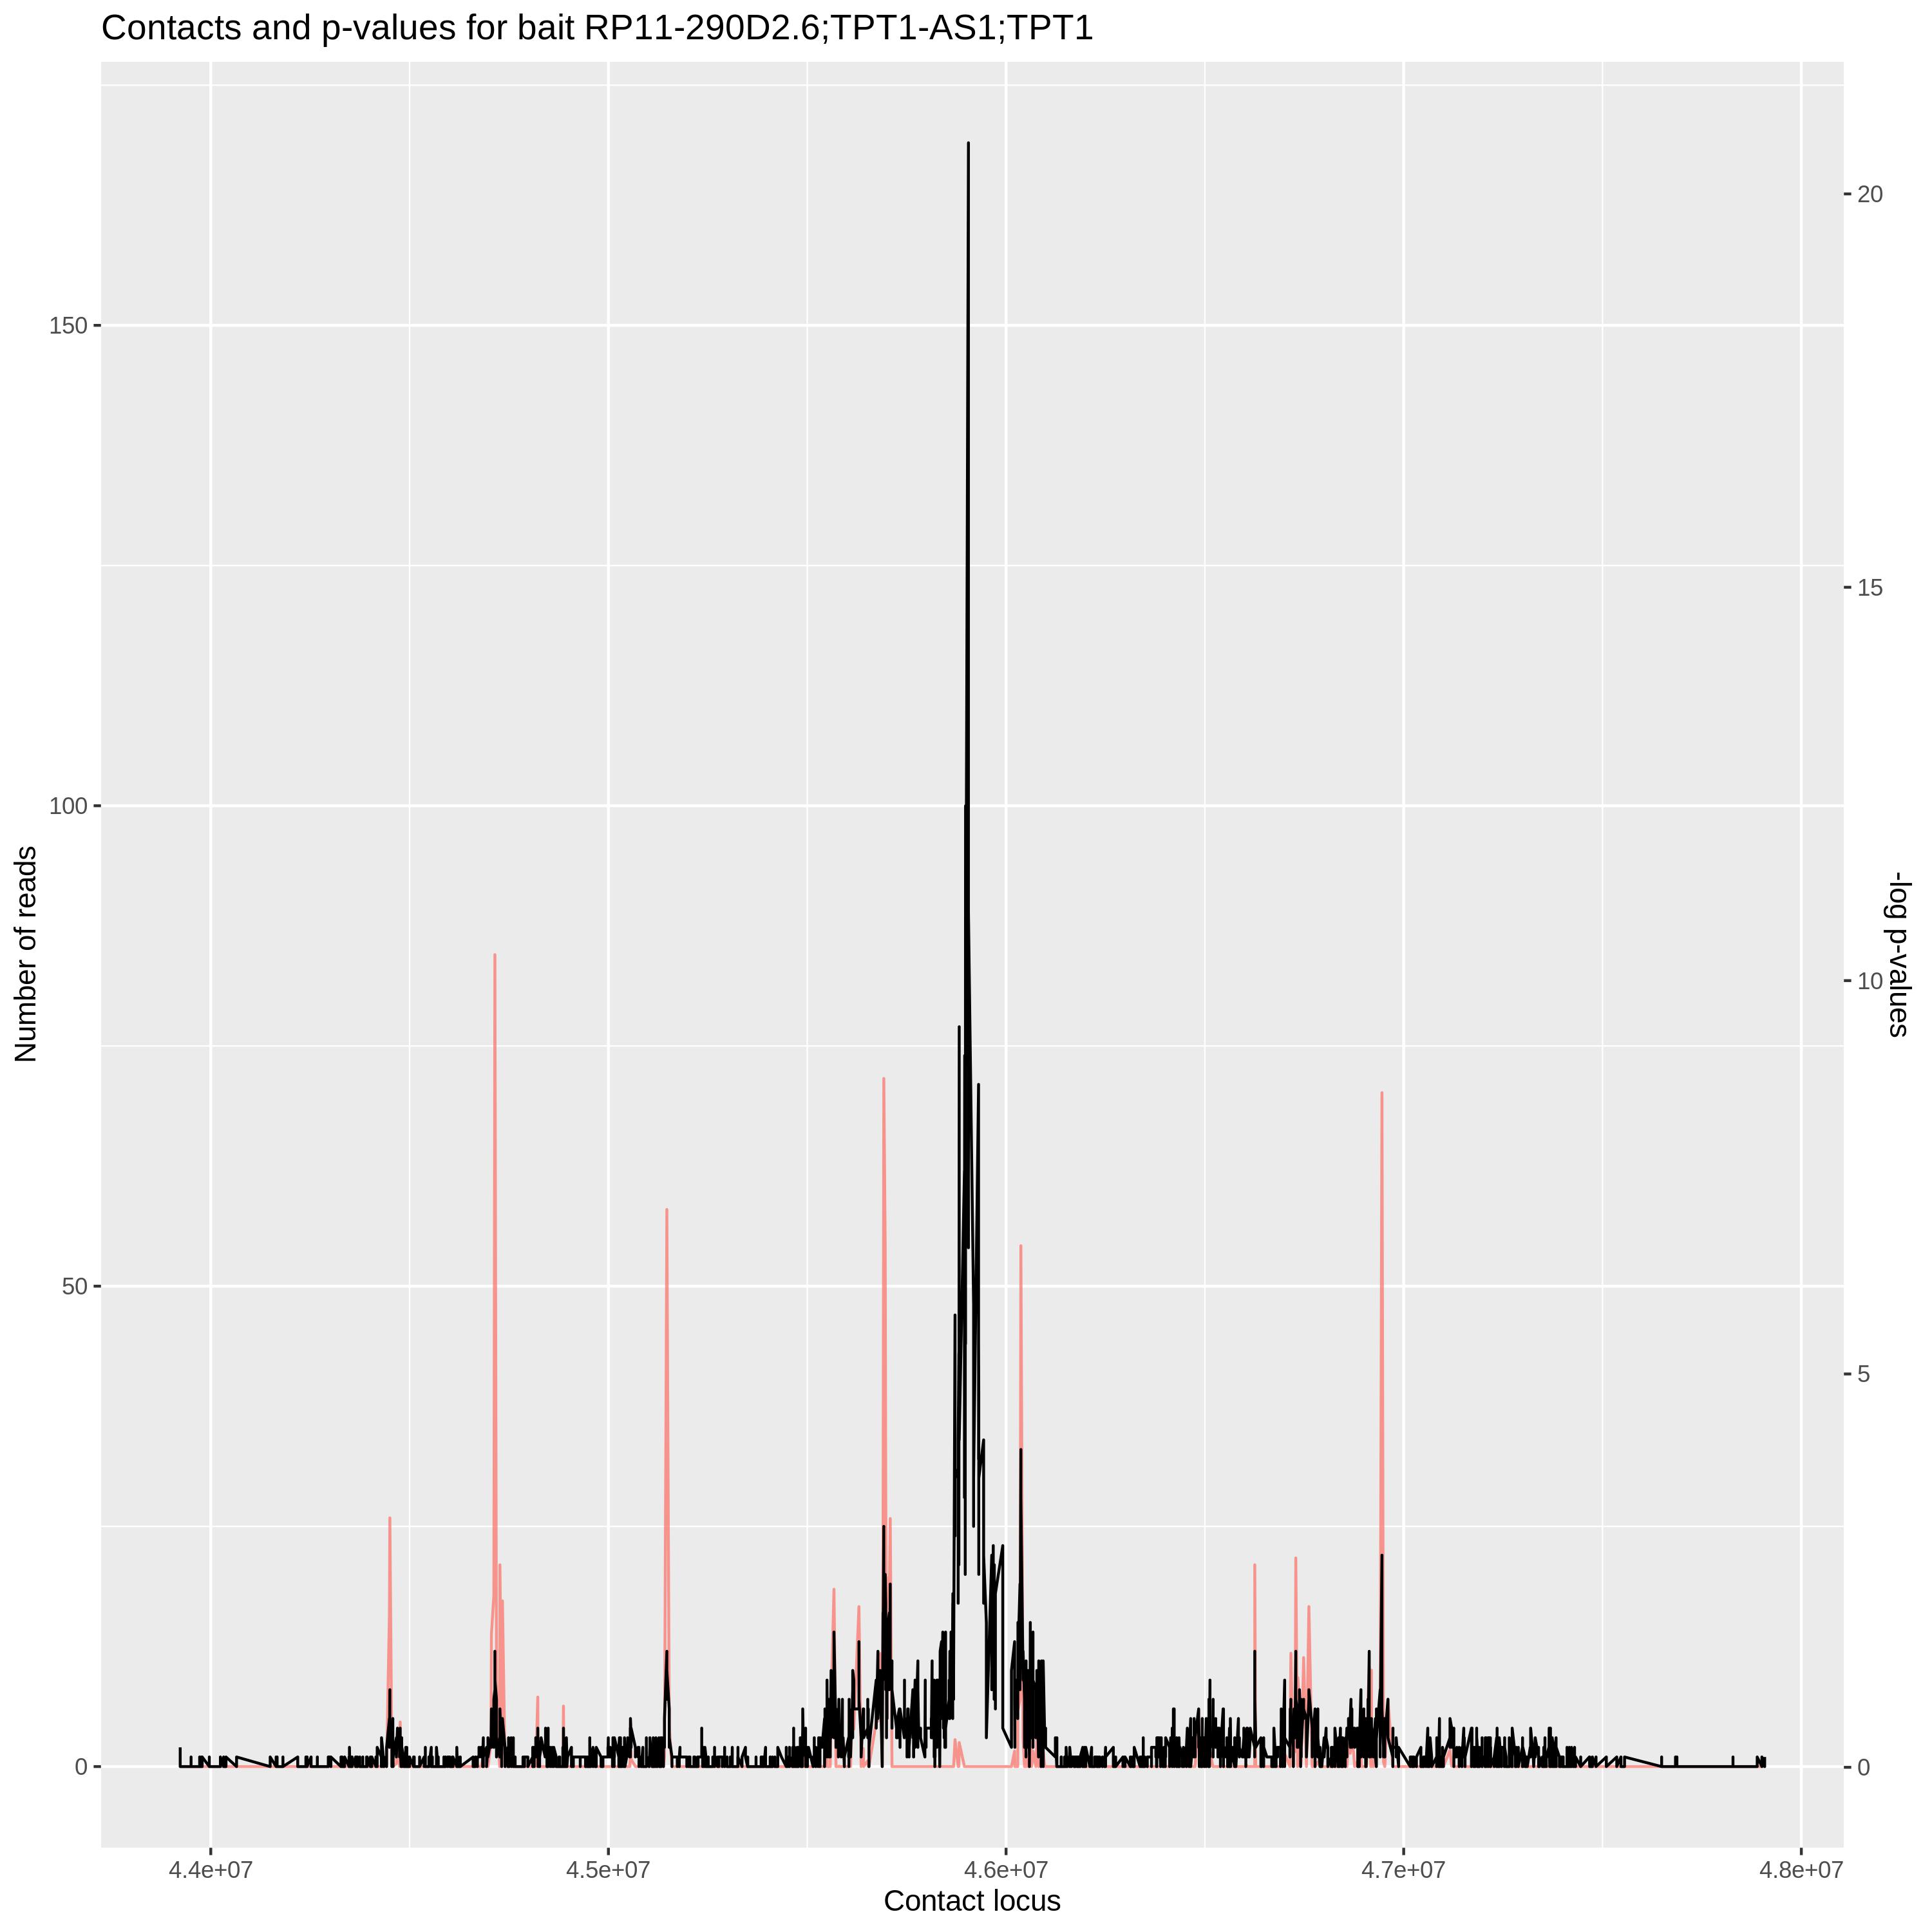 Contacts and p-values for bait RP11-290D2.6;TPT1-AS1;TPT1
150
100
50
0
Number of reads
20
15
10
5
0
-log p-values
4.4e+07
4.5e+07
4.6e+07
4.7e+07
4.8e+07
Contact locus